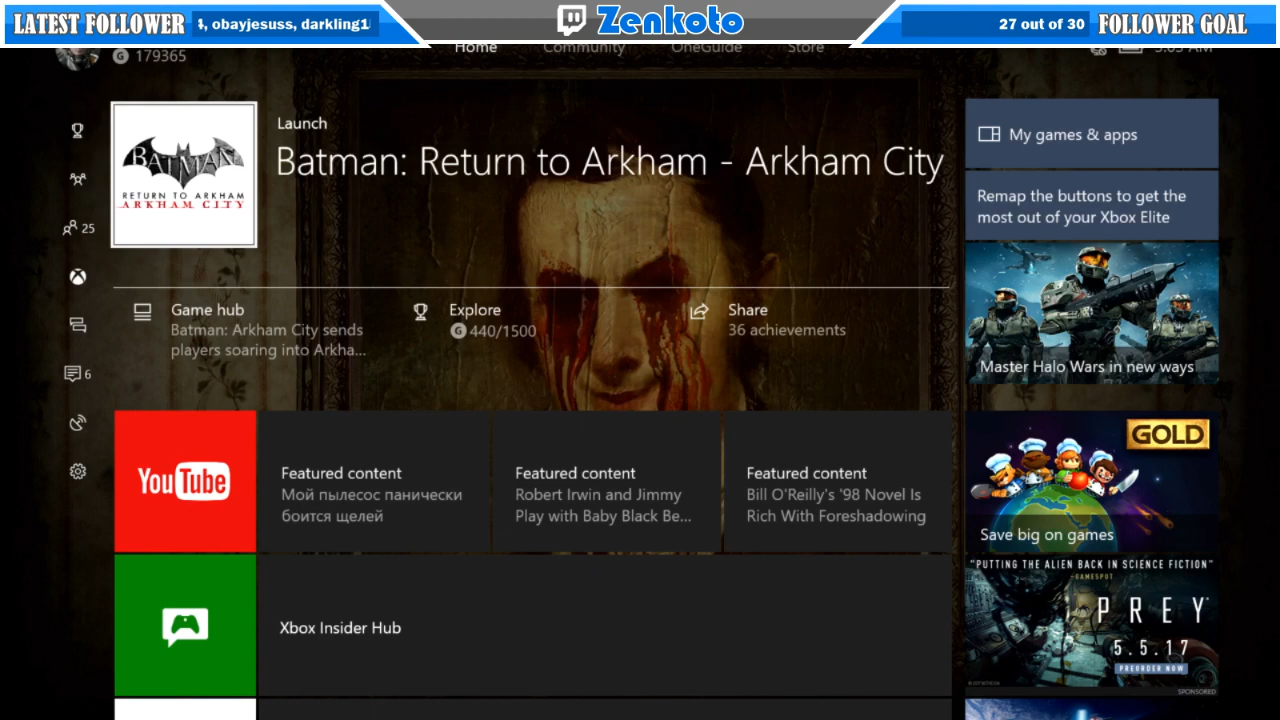 LATEST FOLLOWER
, obayjesuss, darkling1
Zenkoto
27 out of 30
FOLLOWER GOAL
G 179365
Home
Community
OneGuide
Store
5:05 AM
Launch
Batman: Return to Arkham - Arkham City
BATMAN
RETURN TO ARKHAM
ARKHAM CITY
25
6
Game hub
Batman: Arkham City sends
players soaring into Arkha...
Explore
G 440/1500
Share
36 achievements
My games & apps
Remap the buttons to get the
most out of your Xbox Elite
Master Halo Wars in new ways
YouTube
Featured content
Мой пылесос панически
боится щелей
Featured content
Robert Irwin and Jimmy
Play with Baby Black Be...
Featured content
Bill O'Reilly's '98 Novel Is
Rich With Foreshadowing
GOLD
Save big on games
Xbox Insider Hub
"PUTTING THE ALIEN BACK IN SCIENCE FICTION"
-GAMESPOT
PREY
5.5.17
PREORDER NOW
SPONSORED